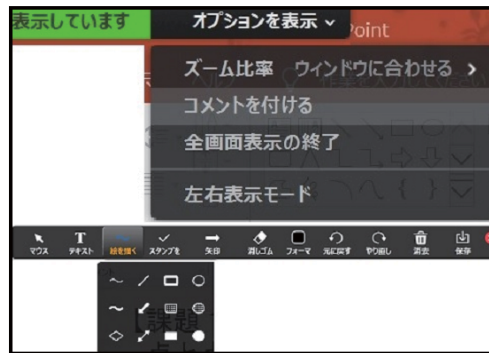 表示しています
オプションを表示
Point
ズーム比率 ウィンドウに合わせる
コメントを付ける
全画面表示の終了
左右表示モード
マウス テキスト 絵を描く スタンプを 矢印 消しゴム フォーマ 元に戻す やり直し 消去 保存
【課題